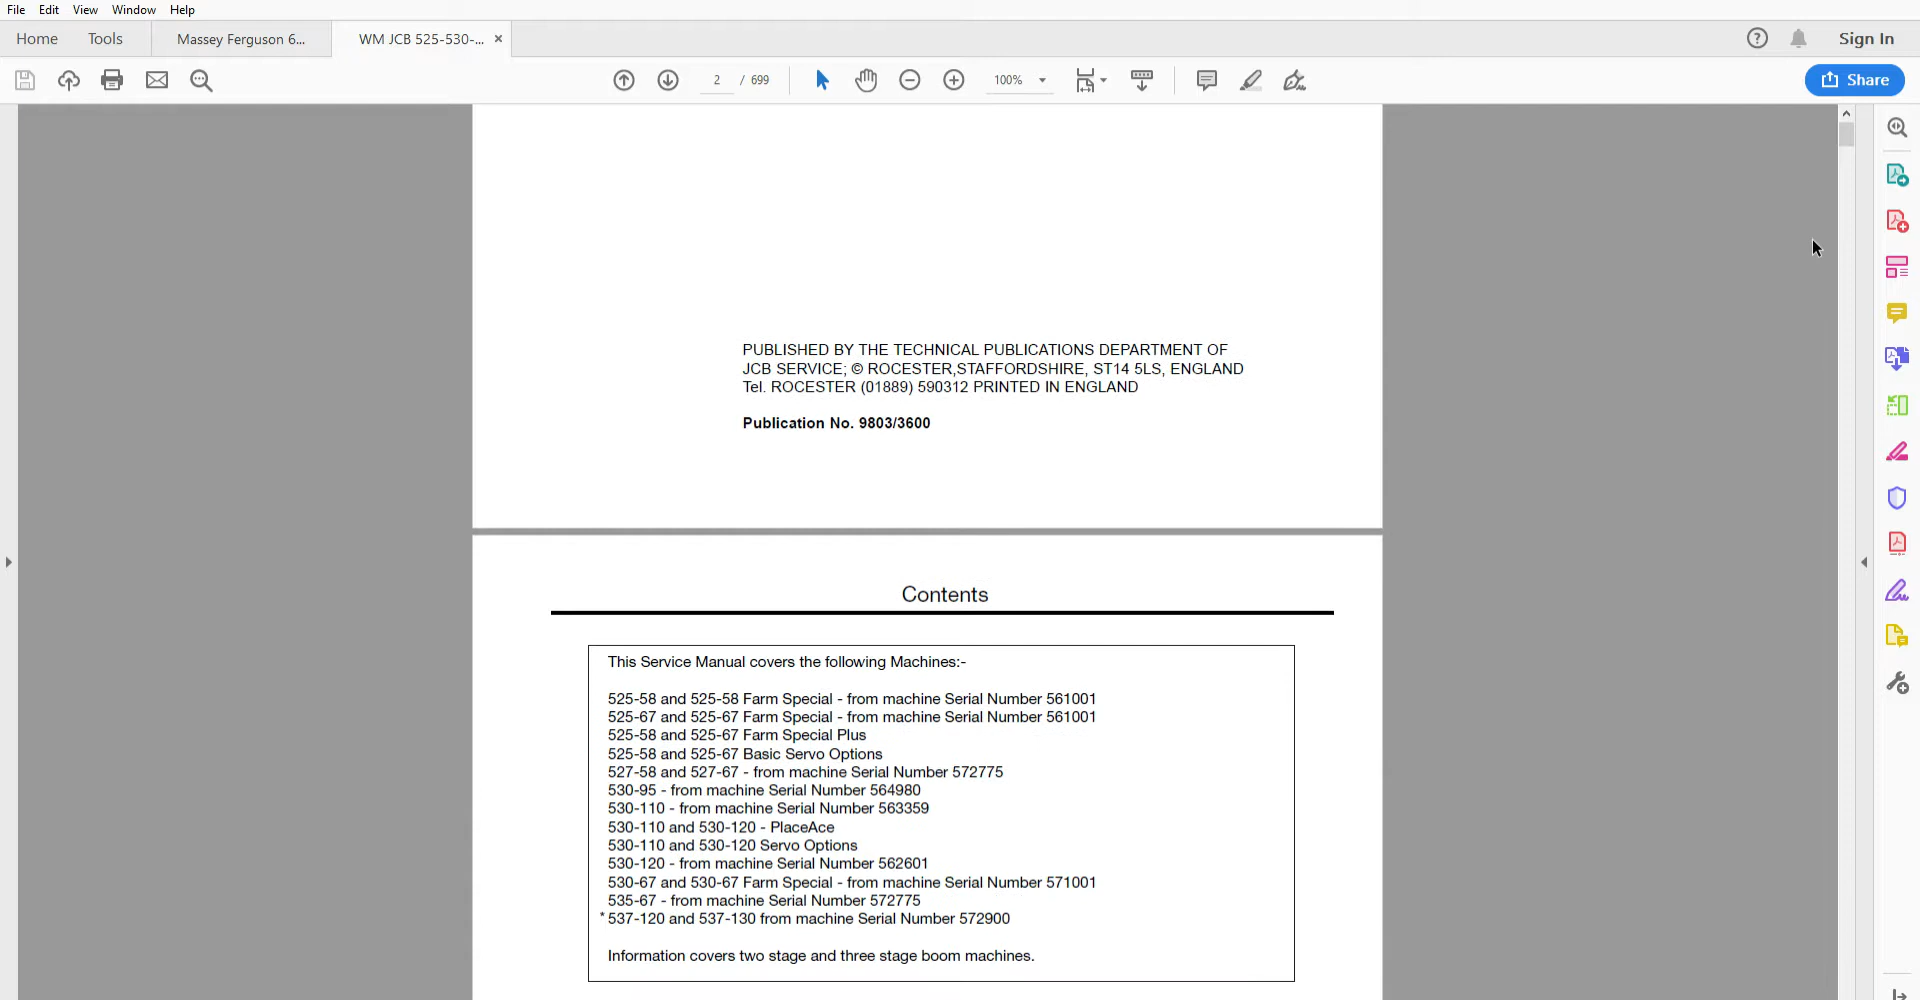 File Edit View Window Help
Home Tools Massey Ferguson 6... WM JCB 525-530-... × Sign In
2 / 699 100% Share
PUBLISHED BY THE TECHNICAL PUBLICATIONS DEPARTMENT OF
JCB SERVICE; © ROCESTER,STAFFORDSHIRE, ST14 5LS, ENGLAND
Tel. ROCESTER (01889) 590312 PRINTED IN ENGLAND
Publication No. 9803/3600
Contents
This Service Manual covers the following Machines:-
525-58 and 525-58 Farm Special - from machine Serial Number 561001
525-67 and 525-67 Farm Special - from machine Serial Number 561001
525-58 and 525-67 Farm Special Plus
525-58 and 525-67 Basic Servo Options
527-58 and 527-67 - from machine Serial Number 572775
530-95 - from machine Serial Number 564980
530-110 - from machine Serial Number 563359
530-110 and 530-120 - PlaceAce
530-110 and 530-120 Servo Options
530-120 - from machine Serial Number 562601
530-67 and 530-67 Farm Special - from machine Serial Number 571001
535-67 - from machine Serial Number 572775
* 537-120 and 537-130 from machine Serial Number 572900
Information covers two stage and three stage boom machines.